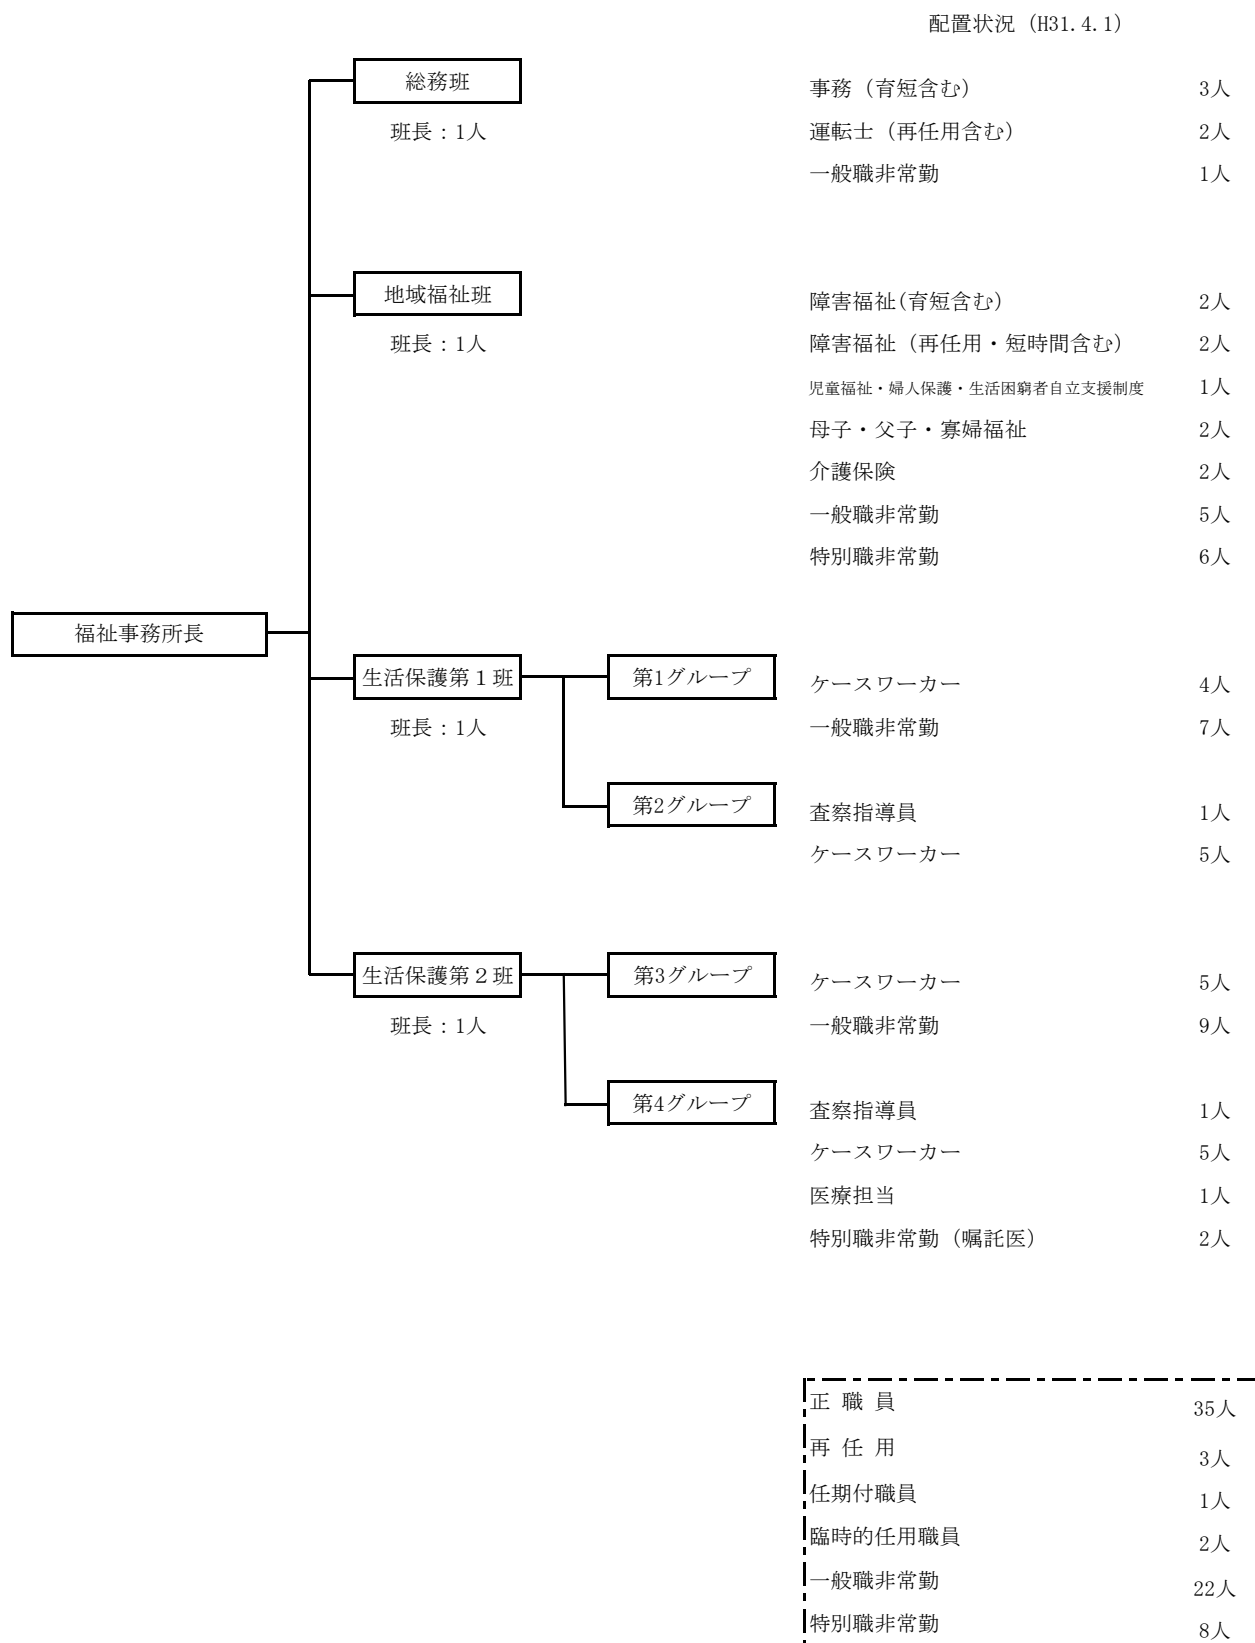 配置状況（H31.4.1）
総務班
班長：1人
事務（育短含む） 3人
運転士（再任用含む） 2人
一般職非常勤 1人
地域福祉班
班長：1人
障害福祉(育短含む) 2人
障害福祉（再任用・短時間含む） 2人
児童福祉・婦人保護・生活困窮者自立支援制度 1人
母子・父子・寡婦福祉 2人
介護保険 2人
一般職非常勤 5人
特別職非常勤 6人
福祉事務所長
生活保護第１班
班長：1人
第1グループ
ケースワーカー 4人
一般職非常勤 7人
第2グループ
査察指導員 1人
ケースワーカー 5人
生活保護第２班
班長：1人
第3グループ
ケースワーカー 5人
一般職非常勤 9人
第4グループ
査察指導員 1人
ケースワーカー 5人
医療担当 1人
特別職非常勤（嘱託医） 2人
正 職 員 35人
再 任 用 3人
任期付職員 1人
臨時的任用職員 2人
一般職非常勤 22人
特別職非常勤 8人